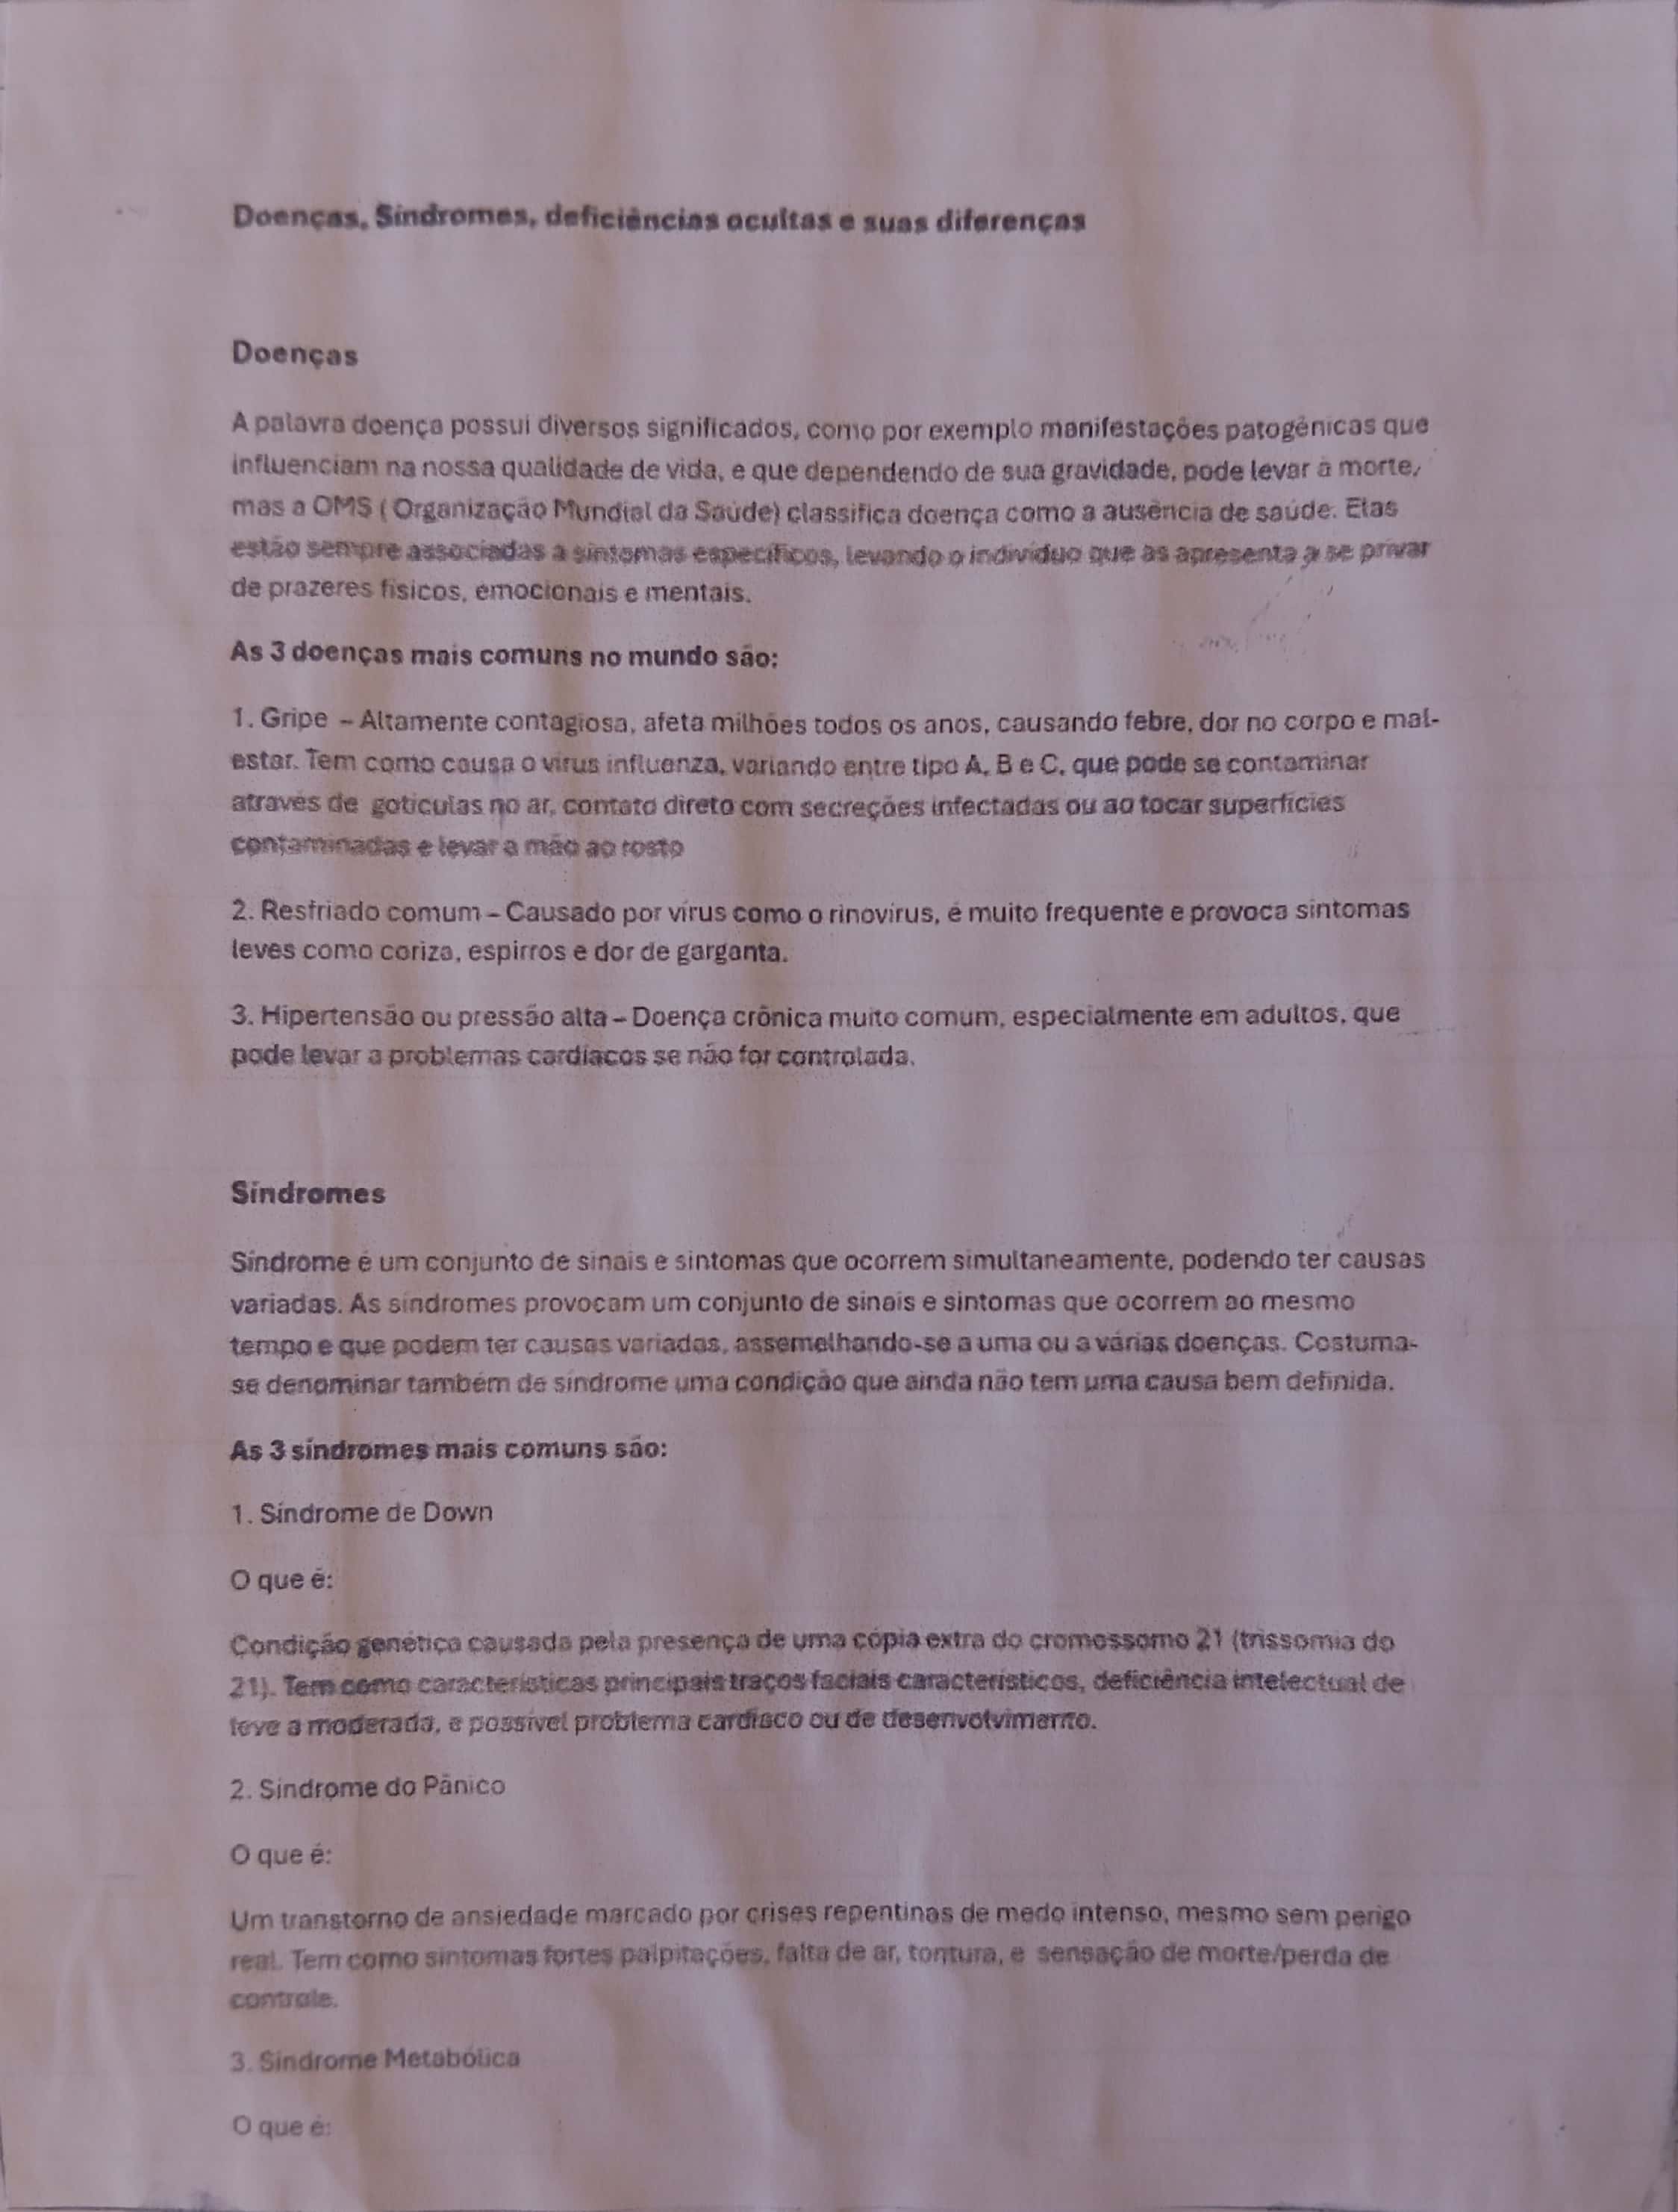 Doenças, Síndromes, deficiências ocultas e suas diferenças
Doenças
A palavra doença possui diversos significados, como por exemplo manifestações patogênicas que
influenciam na nossa qualidade de vida, e que dependendo de sua gravidade, pode levar à morte,
mas a OMS ( Organização Mundial da Saúde) classifica doença como a ausência de saúde. Elas
estão sempre associadas a sintomas específicos, levando o indivíduo que as apresenta a se privar
de prazeres físicos, emocionais e mentais.
As 3 doenças mais comuns no mundo são:
1. Gripe – Altamente contagiosa, afeta milhões todos os anos, causando febre, dor no corpo e mal-
estar. Tem como causa o vírus influenza, variando entre tipo A, B e C, que pode se contaminar
através de gotículas no ar, contato direto com secreções infectadas ou ao tocar superfícies
contaminadas e levar a mão ao rosto
2. Resfriado comum – Causado por vírus como o rinovírus, é muito frequente e provoca sintomas
leves como coriza, espirros e dor de garganta.
3. Hipertensão ou pressão alta – Doença crônica muito comum, especialmente em adultos, que
pode levar a problemas cardíacos se não for controlada.
Síndromes
Síndrome é um conjunto de sinais e sintomas que ocorrem simultaneamente, podendo ter causas
variadas. As síndromes provocam um conjunto de sinais e sintomas que ocorrem ao mesmo
tempo e que podem ter causas variadas, assemelhando-se a uma ou a várias doenças. Costuma-
se denominar também de síndrome uma condição que ainda não tem uma causa bem definida.
As 3 síndromes mais comuns são:
1. Síndrome de Down
O que é:
Condição genética causada pela presença de uma cópia extra do cromossomo 21 (trissomia do
21). Tem como características principais traços faciais característicos, deficiência intelectual de
leve a moderada, e possível problema cardíaco ou de desenvolvimento.
2. Síndrome do Pânico
O que é:
Um transtorno de ansiedade marcado por crises repentinas de medo intenso, mesmo sem perigo
real. Tem como sintomas fortes palpitações, falta de ar, tontura, e sensação de morte/perda de
controle.
3. Síndrome Metabólica
O que é: